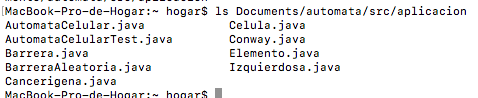 [MacBook-Pro-de-Hogar:~ hogar$ ls Documents/automata/src/aplicacion
AutomataCelular.java Celula.java
AutomataCelularTest.java Conway.java
Barrera.java Elemento.java
BarreraAleatoria.java Izquierdosa.java
Cancerigena.java
MacBook-Pro-de-Hogar:~ hogar$